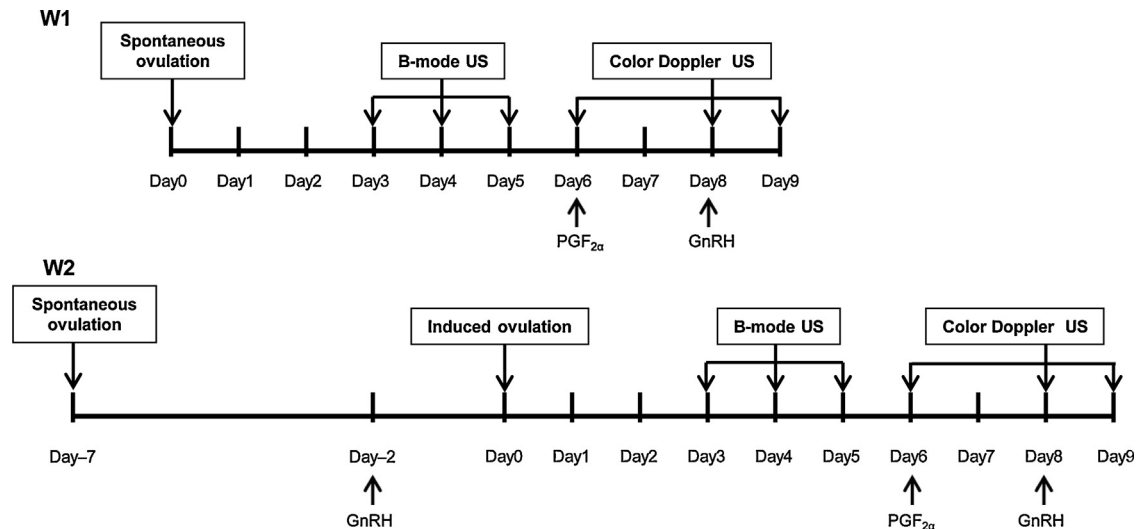 W1
Spontaneous
ovulation
B-mode US
Color Doppler US
Day0 Day1 Day2 Day3 Day4 Day5 Day6 Day7 Day8 Day9
PGF2α GnRH
W2
Spontaneous
ovulation
Induced ovulation
B-mode US
Color Doppler US
Day–7 Day–2 Day0 Day1 Day2 Day3 Day4 Day5 Day6 Day7 Day8 Day9
GnRH PGF2α GnRH